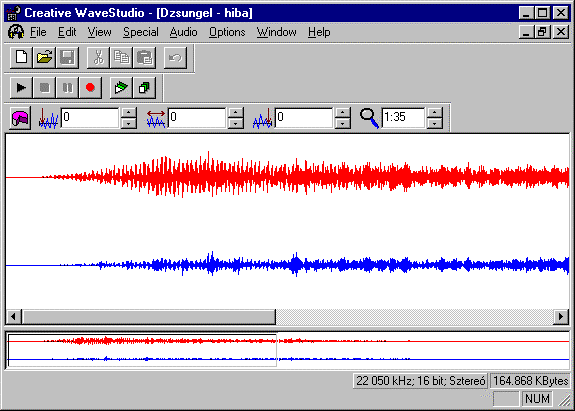 Creative WaveStudio - [Dzsungel - hiba]
File Edit View Special Audio Options Window Help
0 0 0 1:35
22 050 kHz; 16 bit; Sztereó 164.868 KBytes
NUM